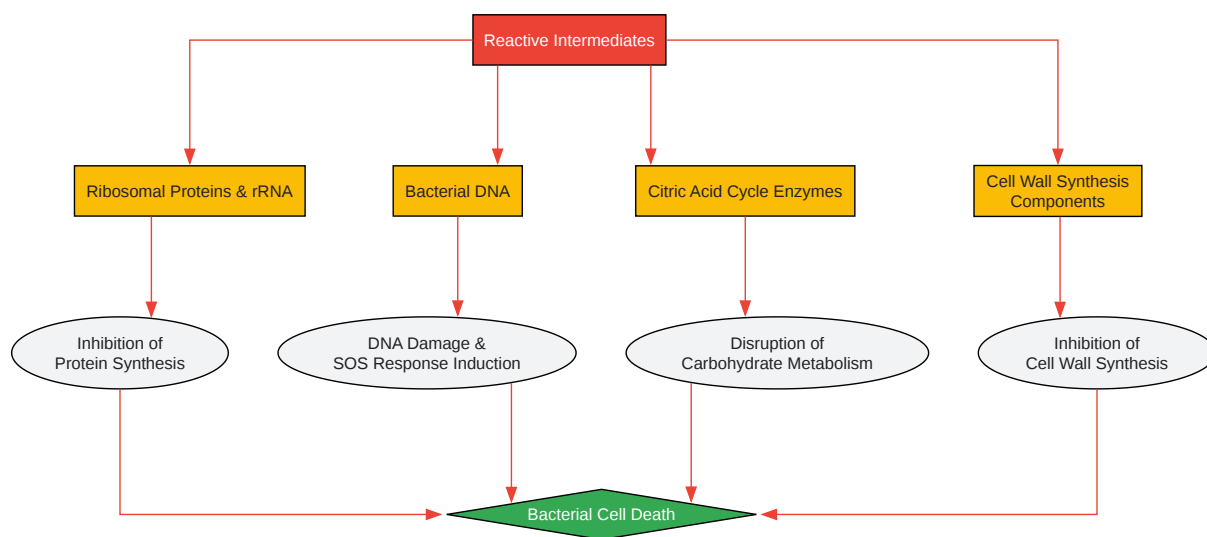 Reactive Intermediates
Ribosomal Proteins & rRNA
Bacterial DNA
Citric Acid Cycle Enzymes
Cell Wall Synthesis
Components
Inhibition of
Protein Synthesis
DNA Damage &
SOS Response Induction
Disruption of
Carbohydrate Metabolism
Inhibition of
Cell Wall Synthesis
Bacterial Cell Death